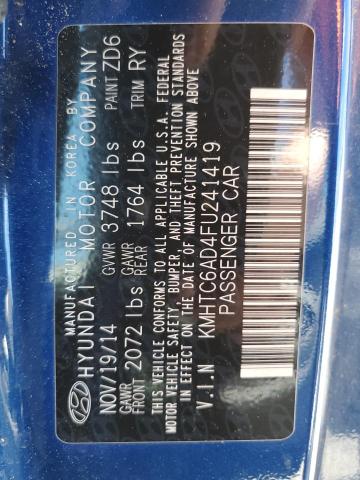 MANUFACTURED IN KOREA BY
HYUNDAI MOTOR COMPANY
NOV/19/14 GVWR 3748 lbs PAINT ZD6
GAWR FRONT 2072 lbs GAWR REAR 1764 lbs TRIM RY
THIS VEHICLE CONFORMS TO ALL APPLICABLE U.S.A. FEDERAL
MOTOR VEHICLE SAFETY, BUMPER, AND THEFT PREVENTION STANDARDS
IN EFFECT ON THE DATE OF MANUFACTURE SHOWN ABOVE
V.I.N KMHTC6AD4FU241419
PASSENGER CAR